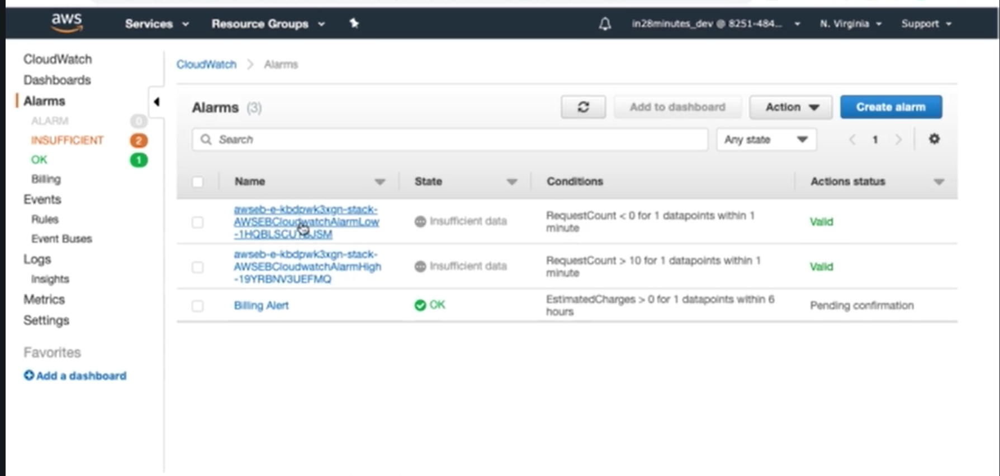 aws Services Resource Groups in28minutes_dev @ 8251-484... N. Virginia Support
CloudWatch
Dashboards
Alarms
ALARM 0
INSUFFICIENT 2
OK 1
Billing
Events
Rules
Event Buses
Logs
Insights
Metrics
Settings
Favorites
Add a dashboard
CloudWatch > Alarms
Alarms (3) Add to dashboard Action Create alarm
Search Any state < 1 >
Name State Conditions Actions status
awseb-e-kbdpwk3xgn-stack-
AWSEBCloudwatchAlarmLow
Insufficient data
RequestCount < 0 for 1 datapoints within 1
minute
Valid
awseb-e-kbdpwk3xgn-stack-
AWSEBCloudwatchAlarmHigh
-19YRBNV3UEFMQ
Insufficient data
RequestCount > 10 for 1 datapoints within 1
minute
Valid
Billing Alert
OK
EstimatedCharges > 0 for 1 datapoints within 6
hours
Pending confirmation